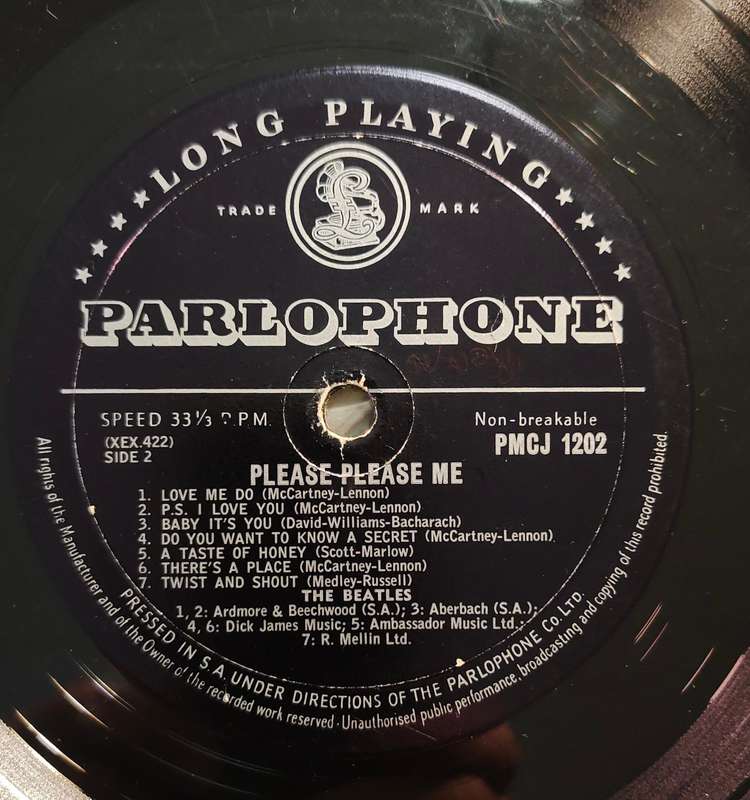 LONG PLAYING
TRADE MARK
PARLOPHONE
SPEED 33⅓ R.P.M.
Non-breakable
(XEX.422)
PMCJ 1202
SIDE 2
PLEASE PLEASE ME
1. LOVE ME DO (McCartney-Lennon)
2. P.S. I LOVE YOU (McCartney-Lennon)
3. BABY IT'S YOU (David-Williams-Bacharach)
4. DO YOU WANT TO KNOW A SECRET (McCartney-Lennon)
5. A TASTE OF HONEY (Scott-Marlow)
6. THERE'S A PLACE (McCartney-Lennon)
7. TWIST AND SHOUT (Medley-Russell)
THE BEATLES
1, 2: Ardmore & Beechwood (S.A.); 3: Aberbach (S.A.);
4, 6: Dick James Music; 5: Ambassador Music Ltd.;
7: R. Mellin Ltd.
PRESSED IN S.A. UNDER DIRECTIONS OF THE PARLOPHONE Co. LTD.
All rights of the Manufacturer and of the Owner of the recorded work reserved · Unauthorised public performance, broadcasting and copying of this record prohibited.